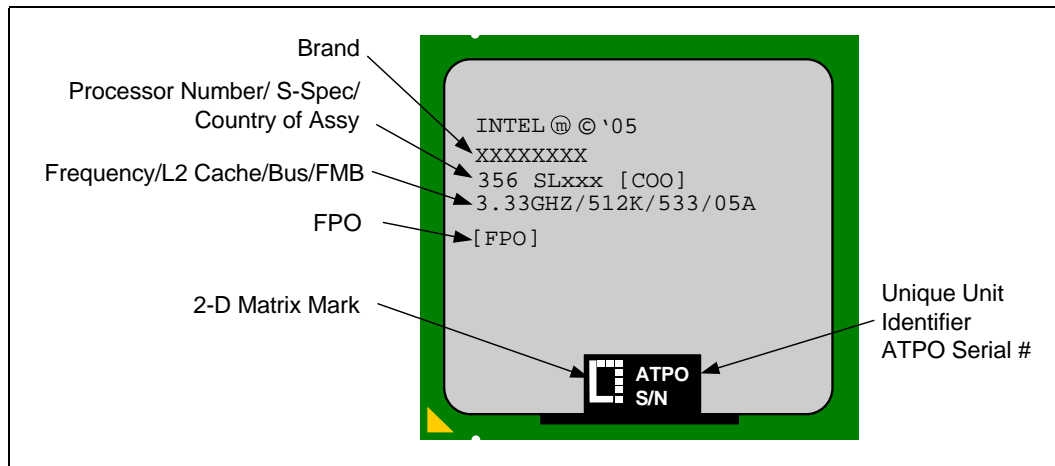 Brand
Processor Number/ S-Spec/
Country of Assy
Frequency/L2 Cache/Bus/FMB
FPO
2-D Matrix Mark
INTEL ⓜ © ‘05
XXXXXXXX
356 SLxxx [COO]
3.33GHZ/512K/533/05A
[FPO]
ATPO
S/N
Unique Unit
Identifier
ATPO Serial #